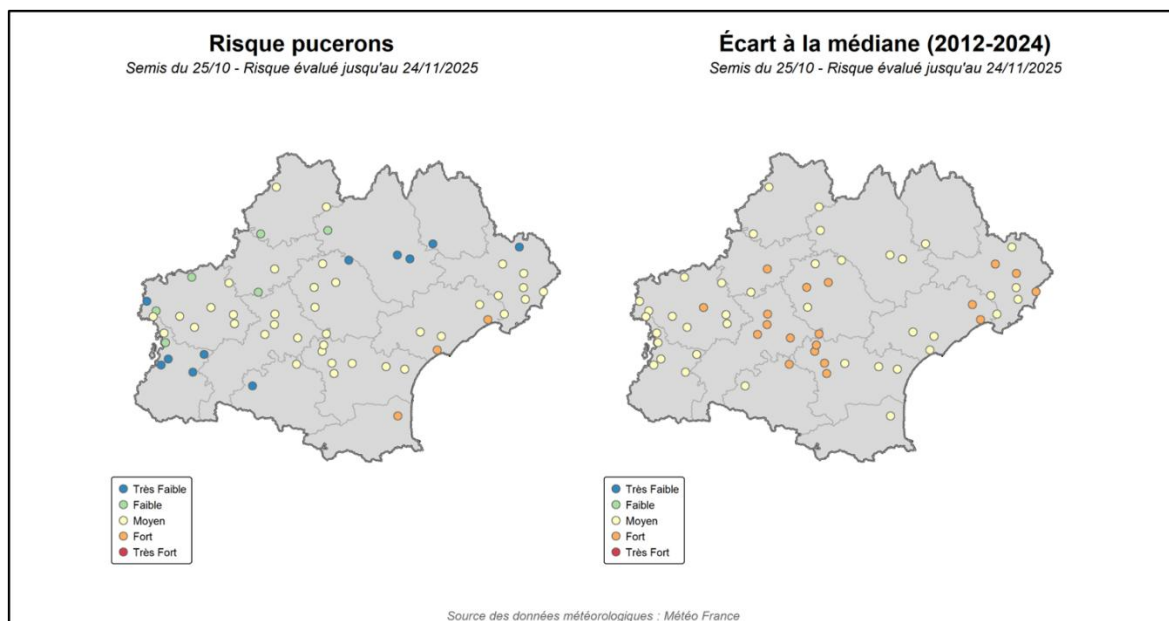 Risque pucerons
Semis du 25/10 - Risque évalué jusqu'au 24/11/2025
Écart à la médiane (2012-2024)
Semis du 25/10 - Risque évalué jusqu'au 24/11/2025
Très Faible
Faible
Moyen
Fort
Très Fort
Très Faible
Faible
Moyen
Fort
Très Fort
Source des données météorologiques : Météo France